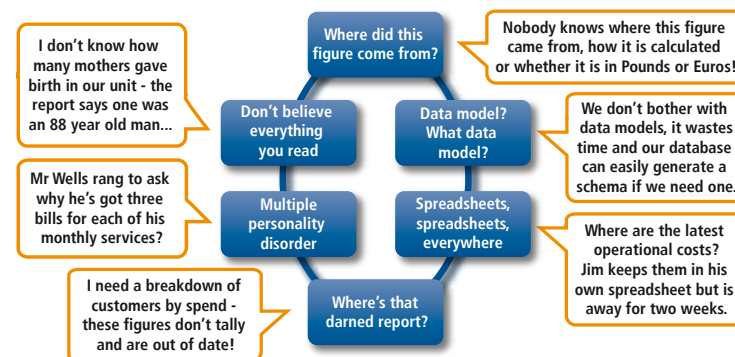 Where did this
figure come from?
Nobody knows where this figure
came from, how it is calculated
or whether it is in Pounds or Euros!
I don't know how
many mothers gave
birth in our unit - the
report says one was
an 88 year old man...
Don't believe
everything
you read
Data model?
What data
model?
We don't bother with
data models, it wastes
time and our database
can easily generate a
schema if we need one.
Mr Wells rang to ask
why he's got three
bills for each of his
monthly services?
Multiple
personality
disorder
Spreadsheets,
spreadsheets,
everywhere
Where are the latest
operational costs?
Jim keeps them in his
own spreadsheet but is
away for two weeks.
I need a breakdown of
customers by spend -
these figures don't tally
and are out of date!
Where's that
darned report?